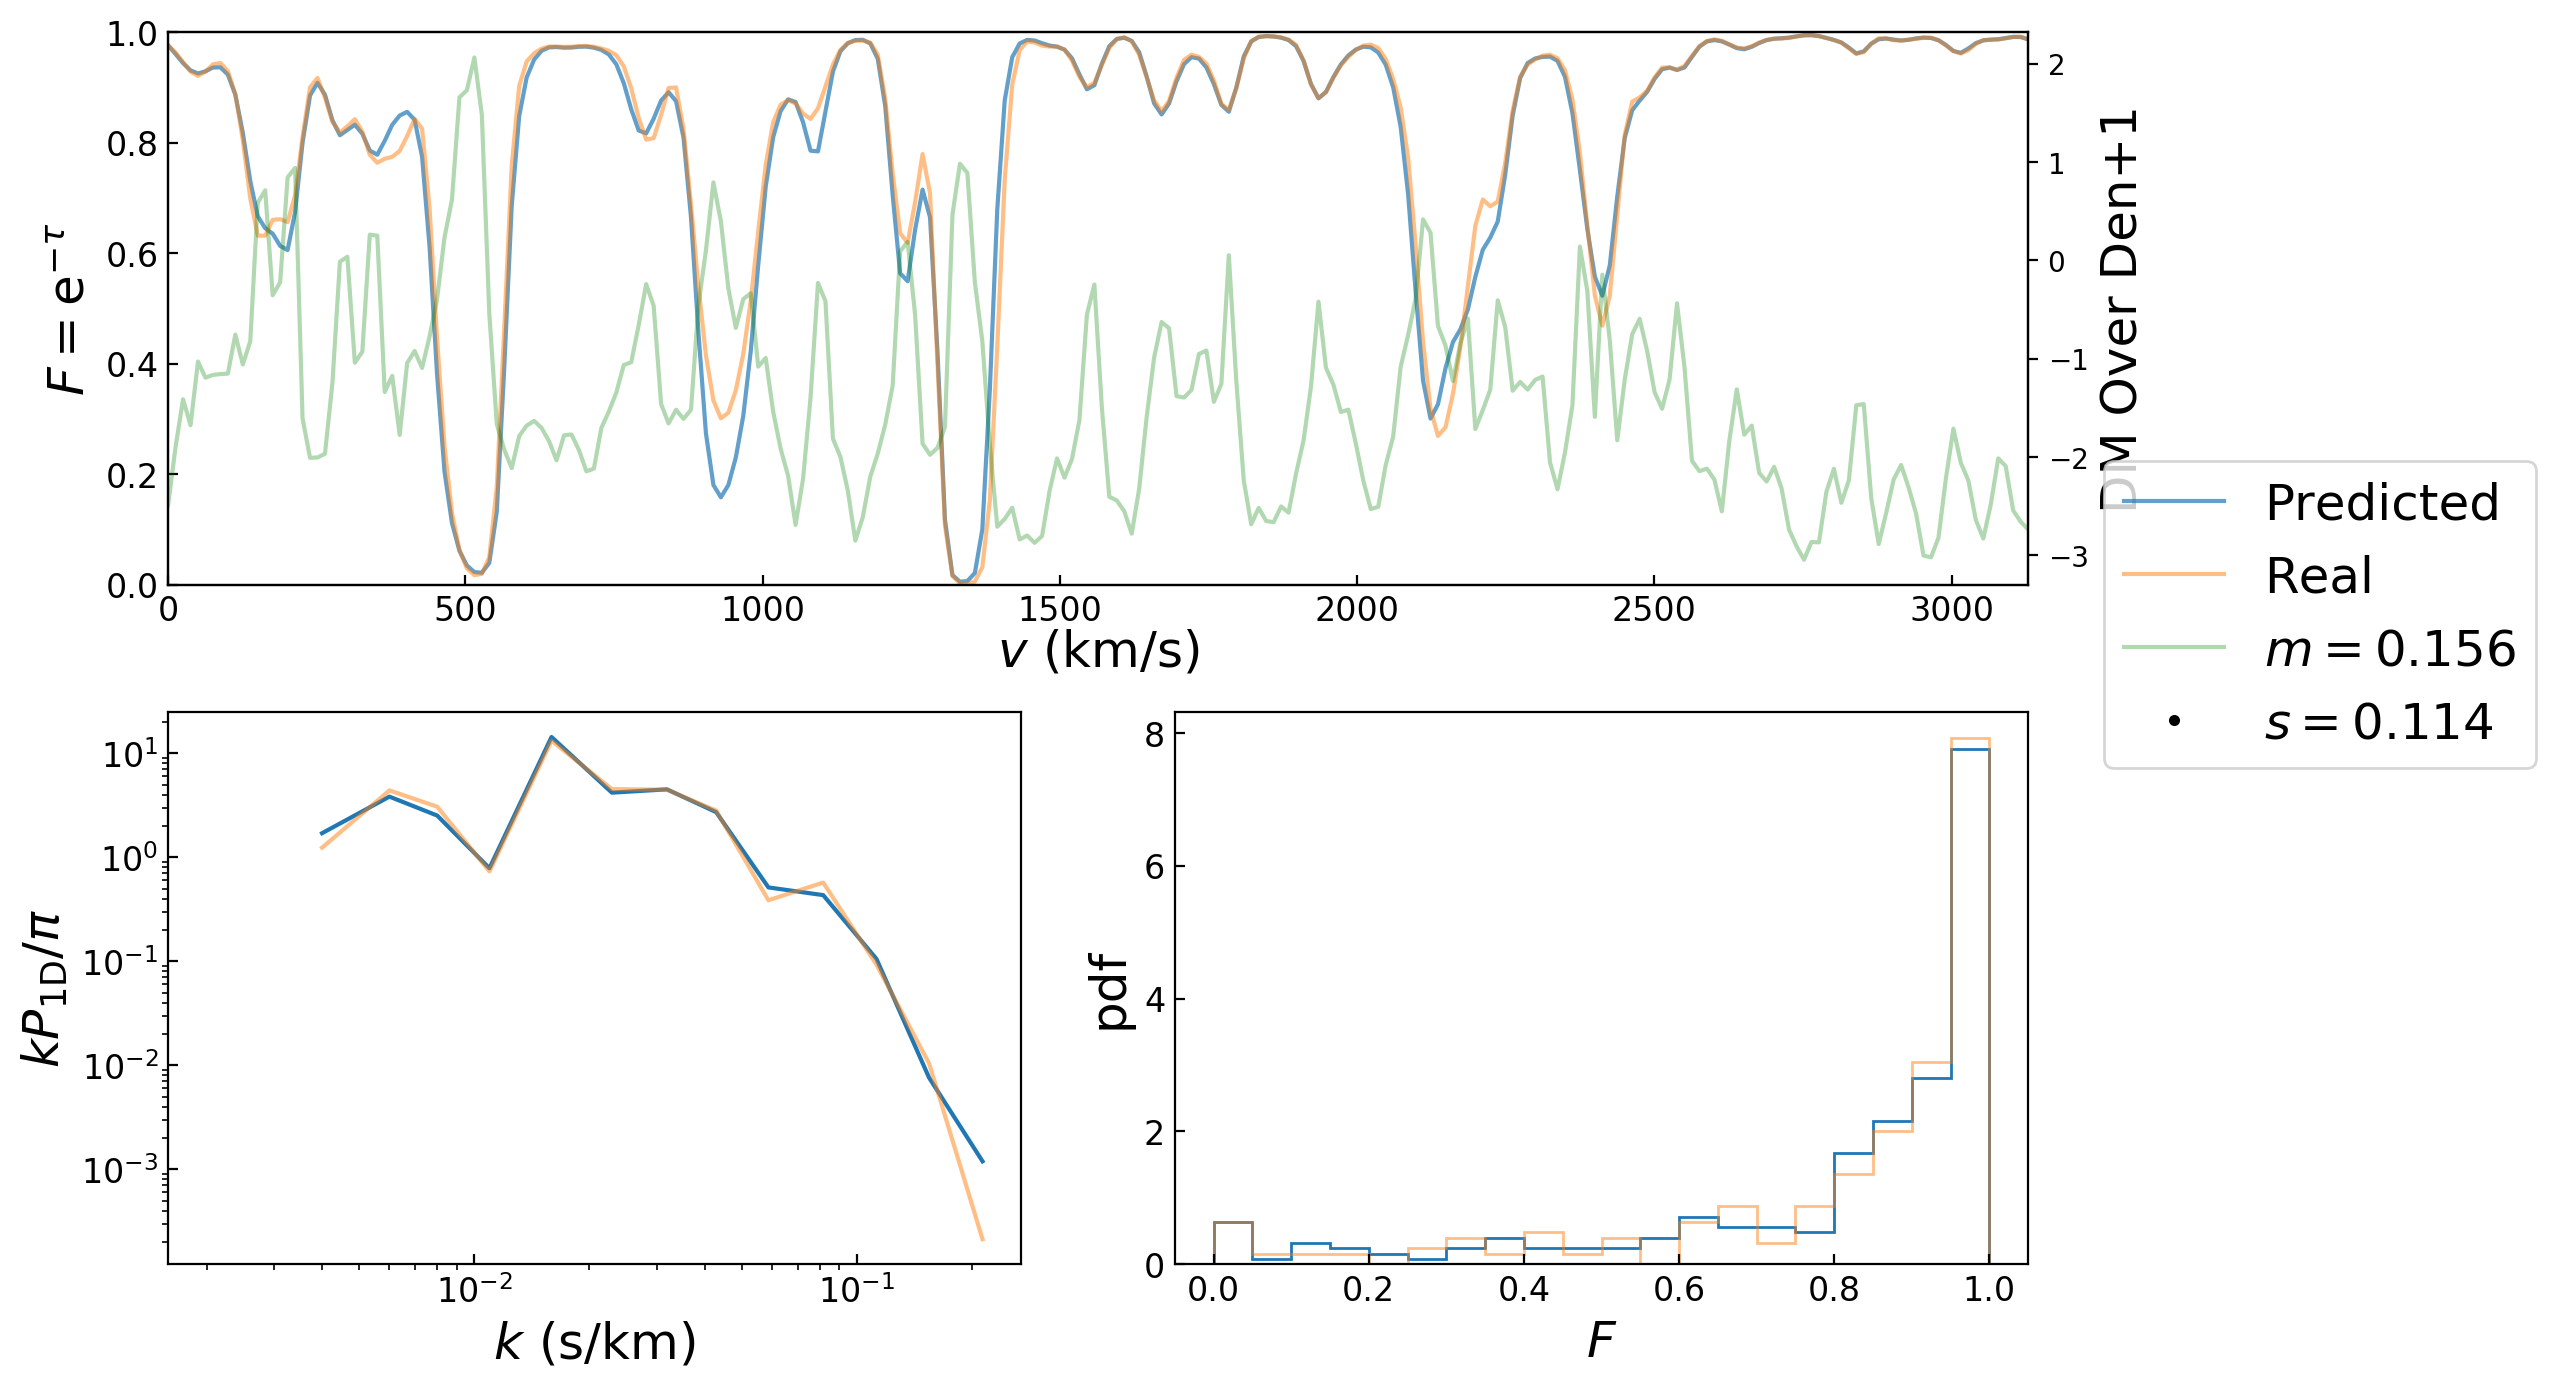 1.0
0.8
0.6
0.4
0.2
0.0
F = e^{−τ}
0 500 1000 1500 2000 2500 3000
v (km/s)
2
1
0
−1
−2
−3
DM Over Den+1
Predicted
Real
m = 0.156
s = 0.114
10^1
10^0
10^{−1}
10^{−2}
10^{−3}
kP_{1D}/π
10^{−2} 10^{−1}
k (s/km)
8
6
4
2
0
pdf
0.0 0.2 0.4 0.6 0.8 1.0
F